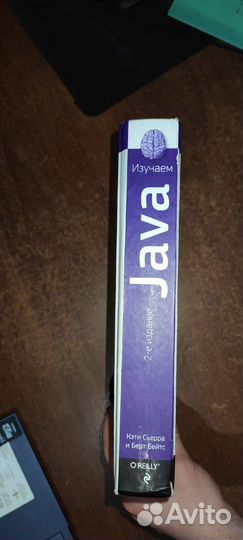 Изучаем
Java
2-е издание
Кэти Сьерра
и Берт Бейтс
O'REILLY®
Avito